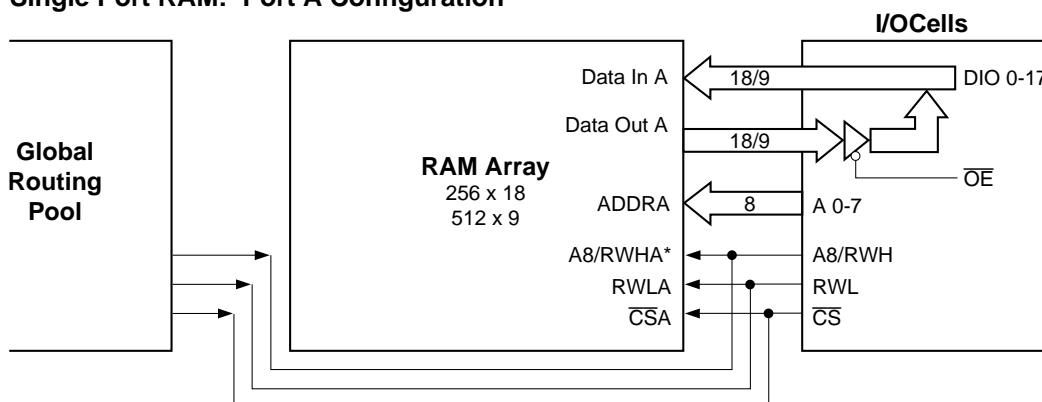 Single Port RAM: Port A Configuration
I/OCells
Data In A
18/9
DIO 0-17
Data Out A
18/9
Global
Routing
Pool
RAM Array
256 x 18
512 x 9
OE
ADDRA
8
A 0-7
A8/RWHA*
A8/RWH
RWLA
RWL
CSA
CS